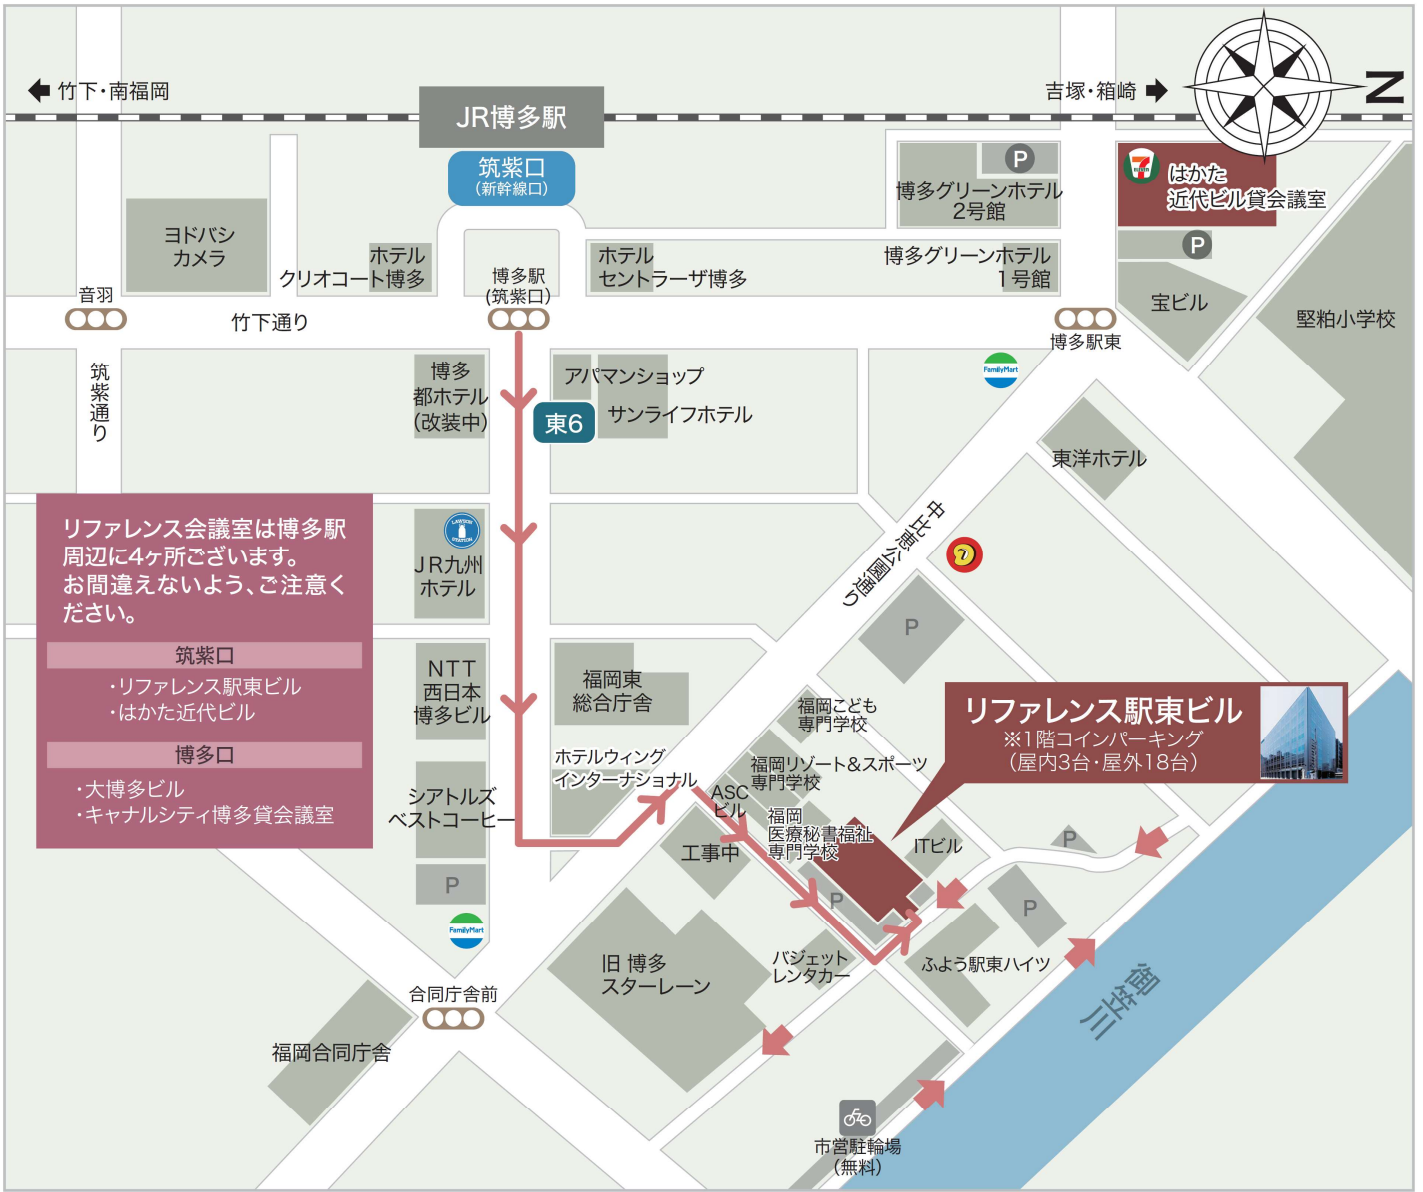 竹下・南福岡
JR博多駅
筑紫口
(新幹線口)
吉塚・箱崎
N
P
博多グリーンホテル
2号館
7
ELEVEN
はかた
近代ビル貸会議室
P
ヨドバシ
カメラ
ホテル
クリオコート博多
博多駅
(筑紫口)
ホテル
セントラーザ博多
博多グリーンホテル
1号館
宝ビル
堅粕小学校
音羽
竹下通り
博多駅東
筑紫通り
博多
都ホテル
(改装中)
アパマンショップ
東6
サンライフホテル
FamilyMart
東洋ホテル
中比恵公園通り
リファレンス会議室は博多駅
周辺に4ヶ所ございます。
お間違えないよう、ご注意く
ださい。
筑紫口
・リファレンス駅東ビル
・はかた近代ビル
博多口
・大博多ビル
・キャナルシティ博多貸会議室
LAWSON
STATION
JR九州
ホテル
NTT
西日本
博多ビル
福岡東
総合庁舎
P
福岡こども
専門学校
リファレンス駅東ビル
※1階コインパーキング
(屋内3台・屋外18台)
ホテルウィング
インターナショナル
福岡リゾート&スポーツ
専門学校
ASC
ビル
シアトルズ
ベストコーヒー
福岡
医療秘書福祉
専門学校
工事中
ITビル
P
P
P
P
FamilyMart
旧 博多
スターレーン
バジェット
レンタカー
ふよう駅東ハイツ
御笠川
合同庁舎前
福岡合同庁舎
市営駐輪場
(無料)